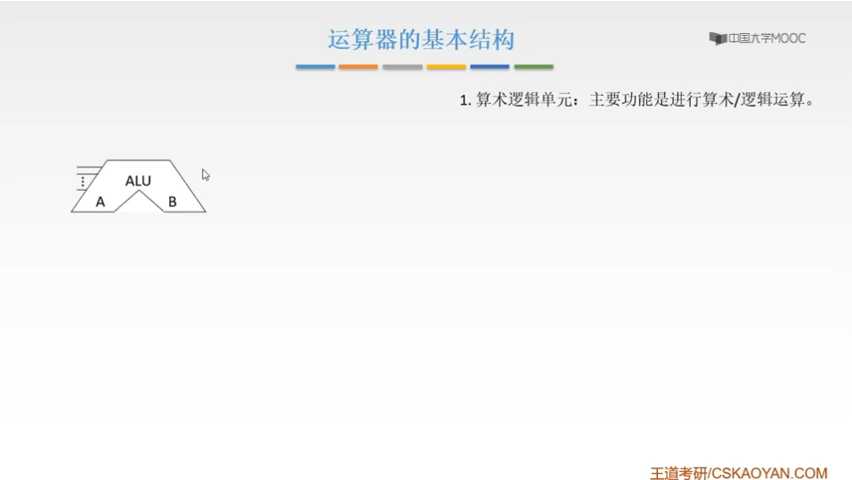 运算器的基本结构
中国大学MOOC
1. 算术逻辑单元：主要功能是进行算术/逻辑运算。
ALU
A B
王道考研/CSKAOYAN.COM